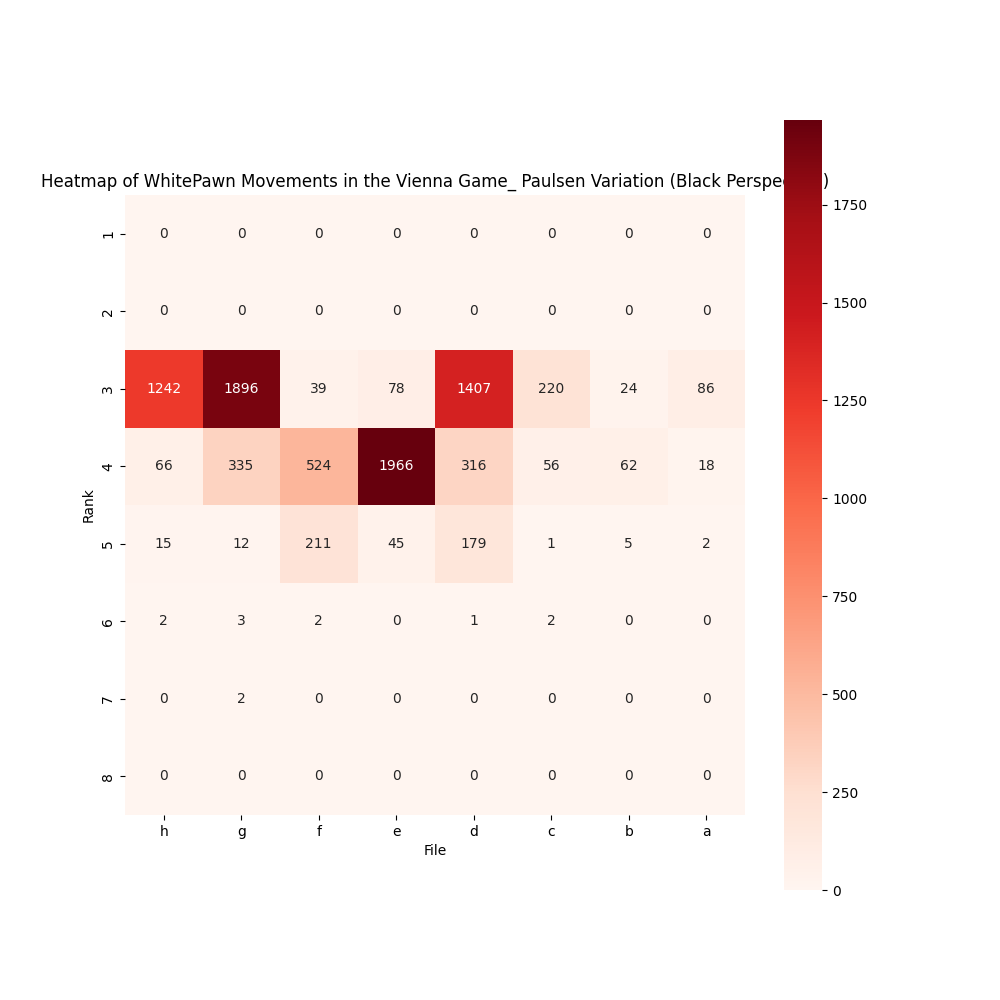 Heatmap of WhitePawn Movements in the Vienna Game_ Paulsen Variation (Black )
1750
1500
1250
1000
750
500
250
0
Rank
1 0 0 0 0 0 0 0 0
2 0 0 0 0 0 0 0 0
3 1242 1896 39 78 1407 220 24 86
4 66 335 524 1966 316 56 62 18
5 15 12 211 45 179 1 5 2
6 2 3 2 0 1 2 0 0
7 0 2 0 0 0 0 0 0
8 0 0 0 0 0 0 0 0
h g f e d c b a
File